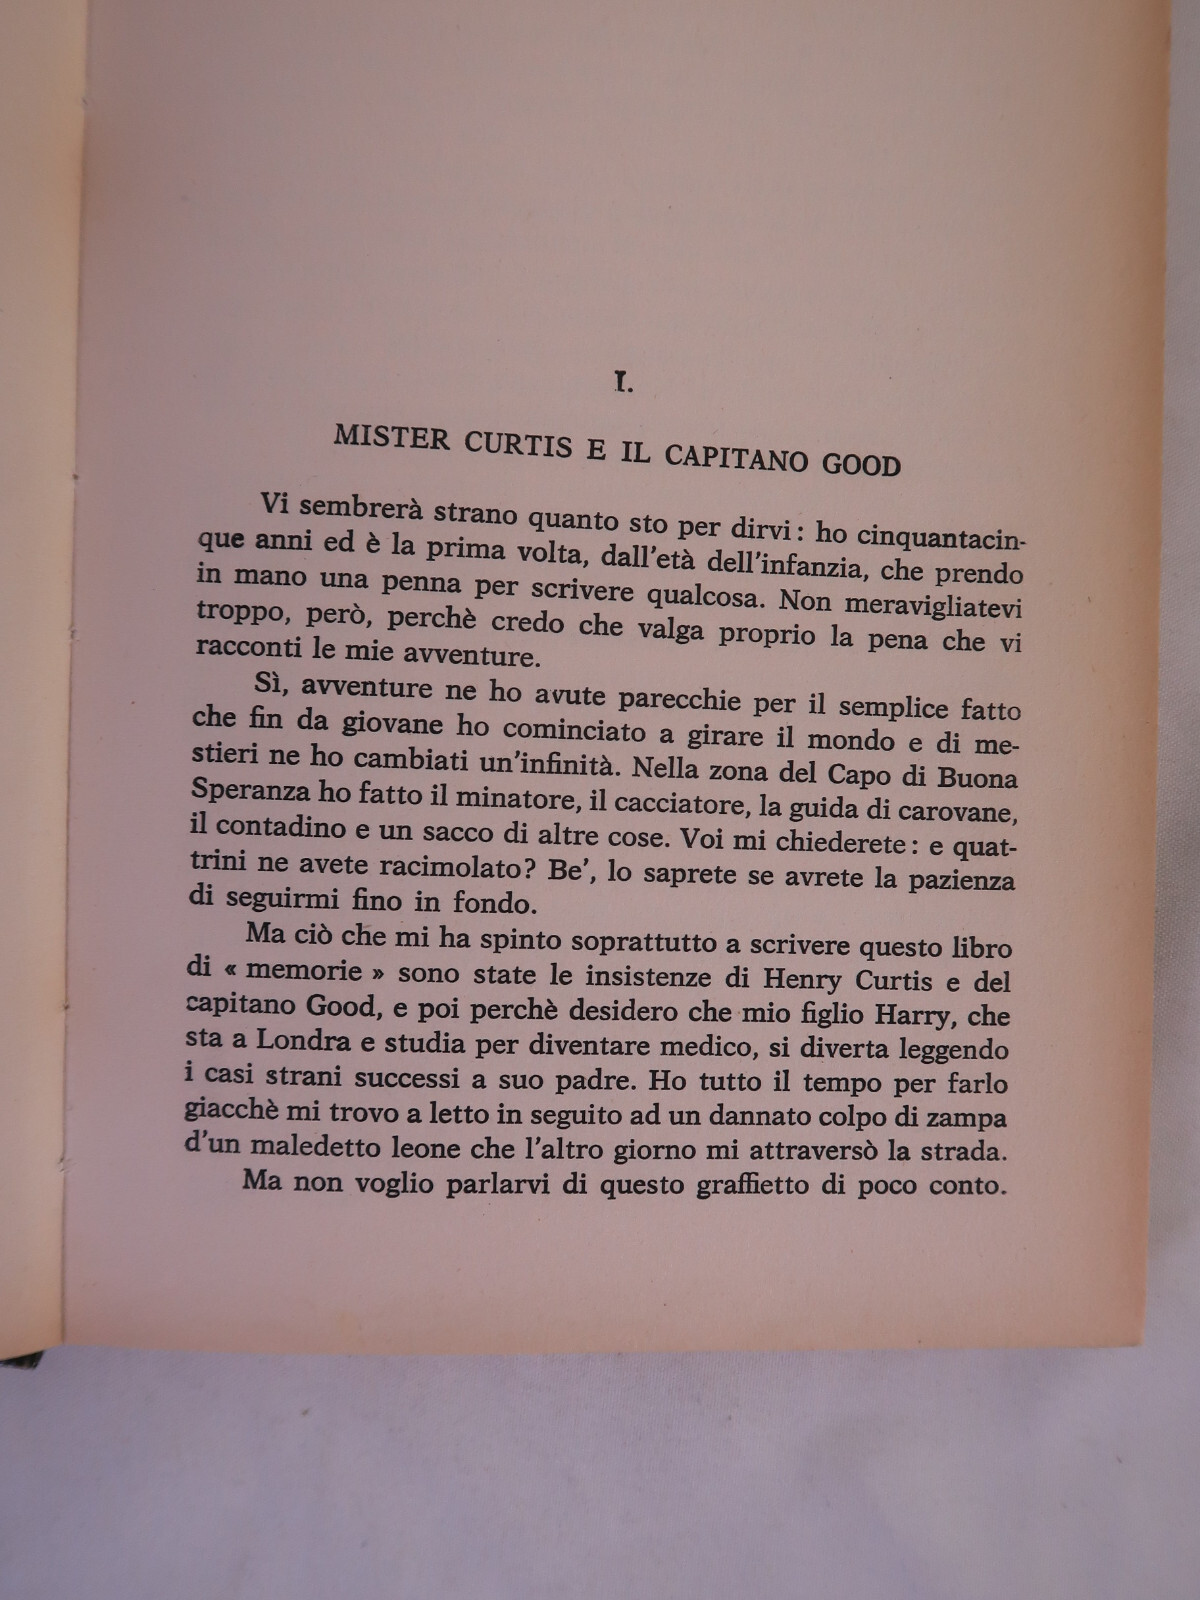 I.
MISTER CURTIS E IL CAPITANO GOOD
Vi sembrerà strano quanto sto per dirvi: ho cinquantacin-
que anni ed è la prima volta, dall'età dell'infanzia, che prendo
in mano una penna per scrivere qualcosa. Non meravigliatevi
troppo, però, perchè credo che valga proprio la pena che vi
racconti le mie avventure.
Sì, avventure ne ho avute parecchie per il semplice fatto
che fin da giovane ho cominciato a girare il mondo e di me-
stieri ne ho cambiati un'infinità. Nella zona del Capo di Buona
Speranza ho fatto il minatore, il cacciatore, la guida di carovane,
il contadino e un sacco di altre cose. Voi mi chiederete: e quat-
trini ne avete racimolato? Be', lo saprete se avrete la pazienza
di seguirmi fino in fondo.
Ma ciò che mi ha spinto soprattutto a scrivere questo libro
di « memorie » sono state le insistenze di Henry Curtis e del
capitano Good, e poi perchè desidero che mio figlio Harry, che
sta a Londra e studia per diventare medico, si diverta leggendo
i casi strani successi a suo padre. Ho tutto il tempo per farlo
giacchè mi trovo a letto in seguito ad un dannato colpo di zampa
d'un maledetto leone che l'altro giorno mi attraversò la strada.
Ma non voglio parlarvi di questo graffietto di poco conto.